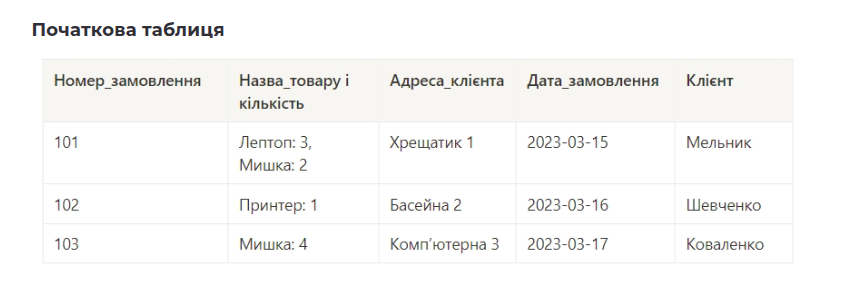 Початкова таблиця
Номер_замовлення Назва_товару і кількість Адреса_клієнта Дата_замовлення Клієнт
101 Лептоп: 3, Мишка: 2 Хрещатик 1 2023-03-15 Мельник
102 Принтер: 1 Басейна 2 2023-03-16 Шевченко
103 Мишка: 4 Комп'ютерна 3 2023-03-17 Коваленко